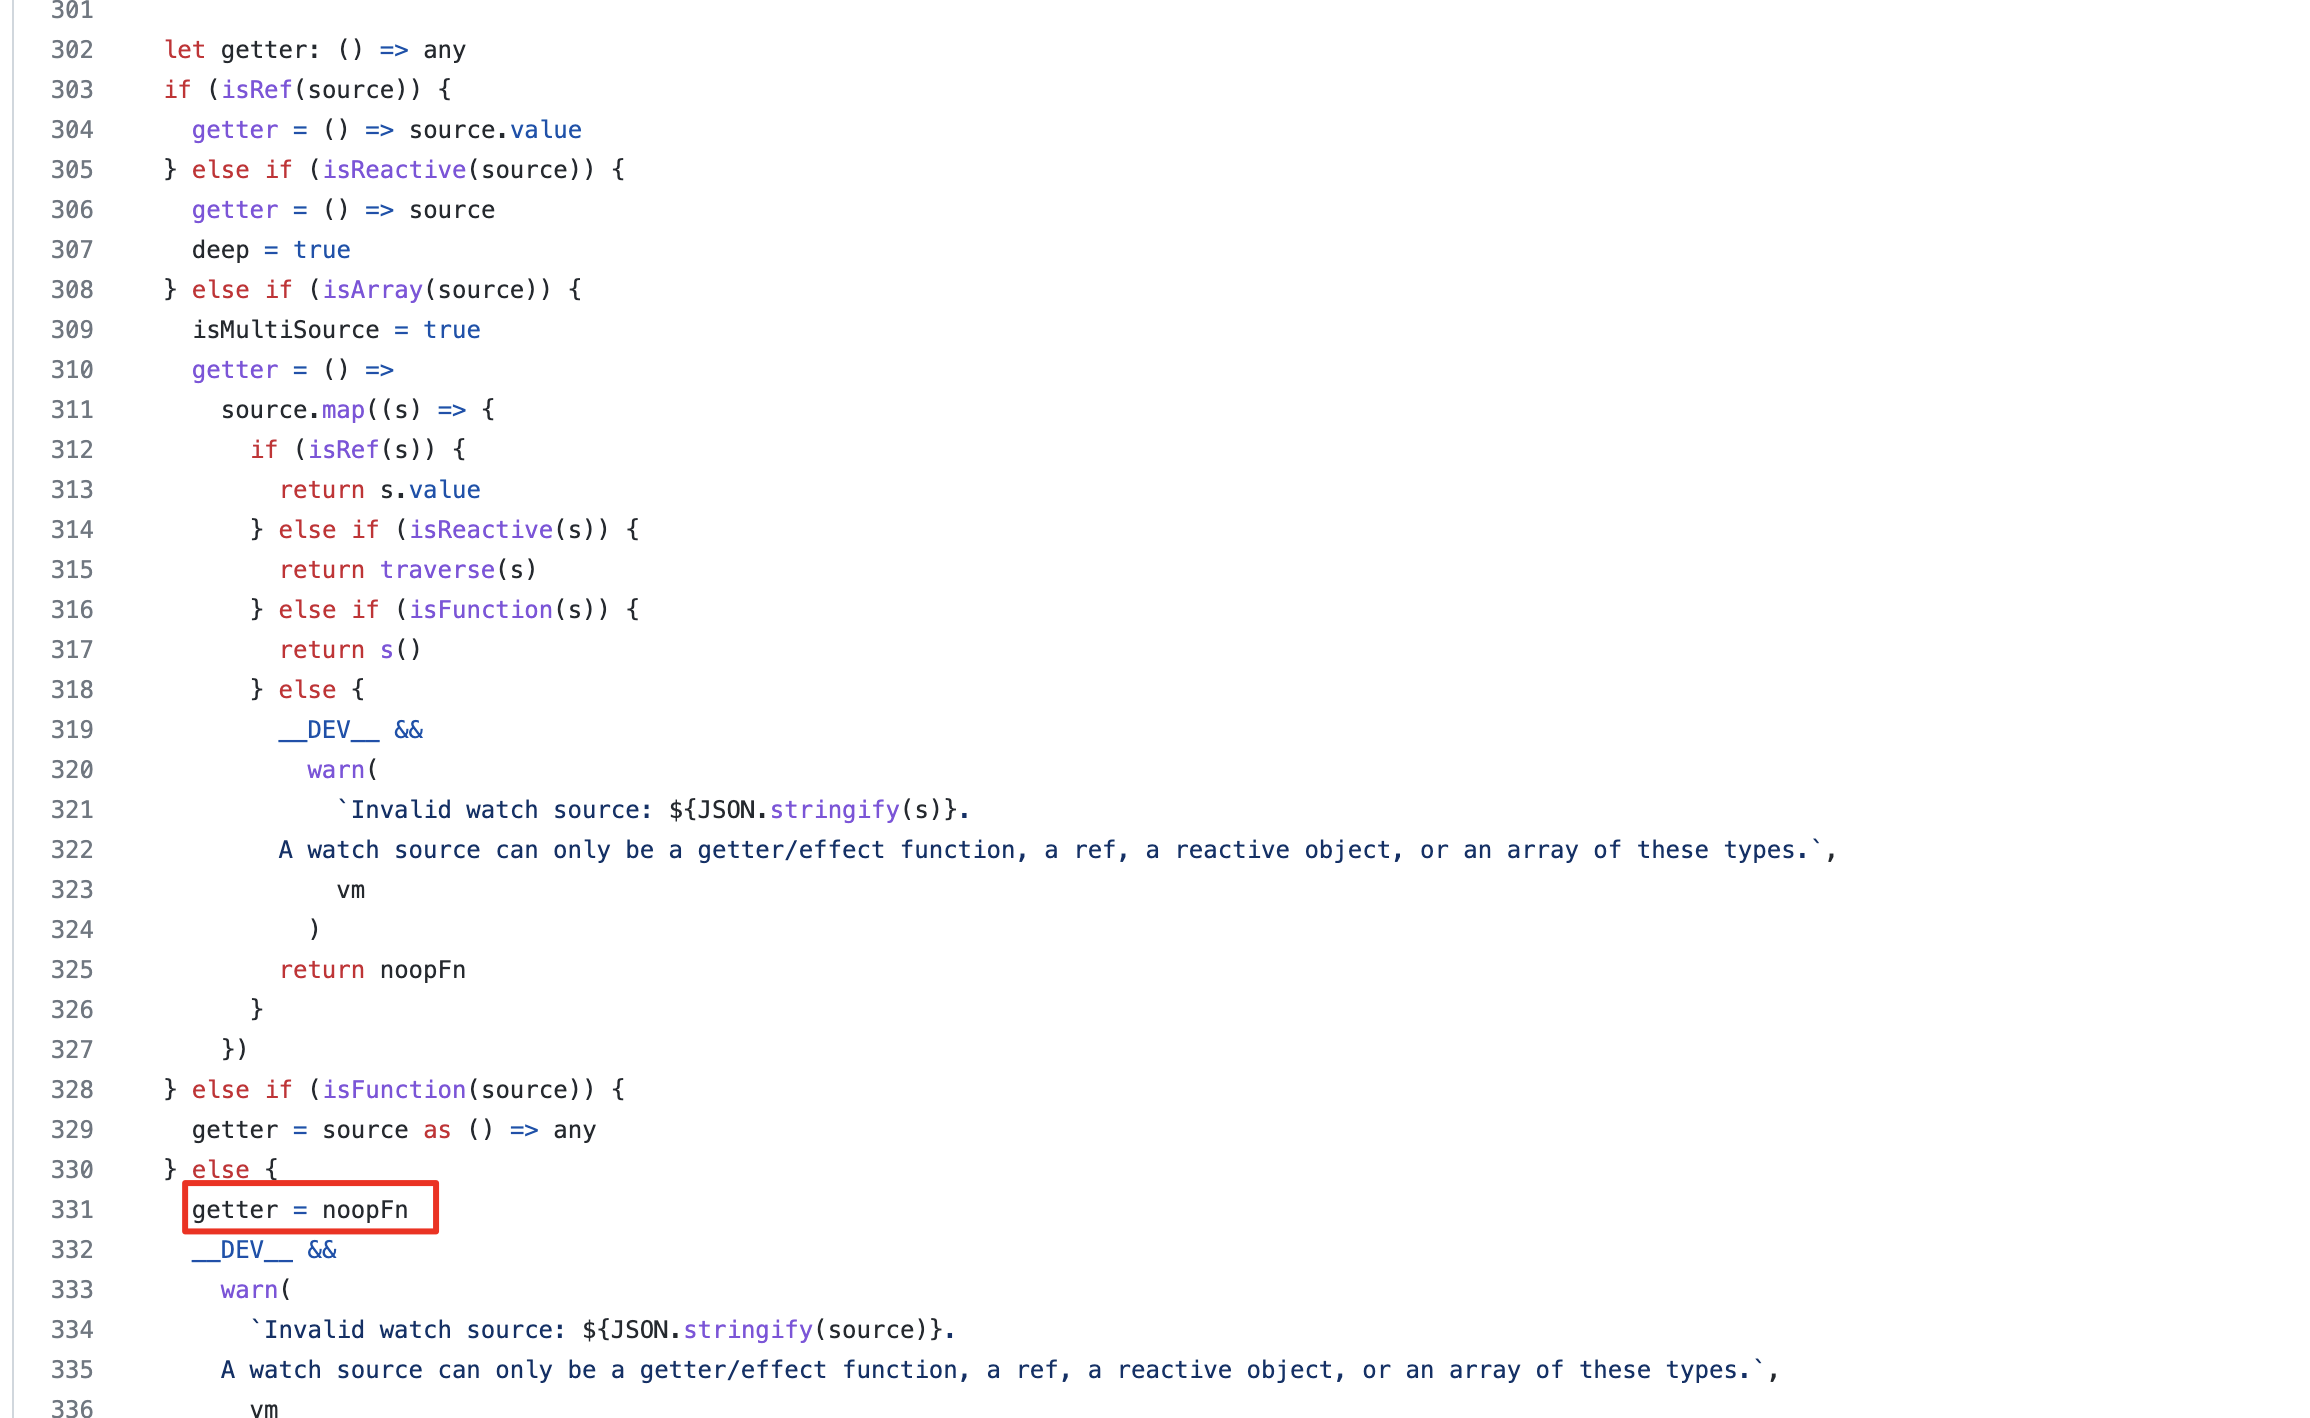 301
302 let getter: () => any
303 if (isRef(source)) {
304 getter = () => source.value
305 } else if (isReactive(source)) {
306 getter = () => source
307 deep = true
308 } else if (isArray(source)) {
309 isMultiSource = true
310 getter = () =>
311 source.map((s) => {
312 if (isRef(s)) {
313 return s.value
314 } else if (isReactive(s)) {
315 return traverse(s)
316 } else if (isFunction(s)) {
317 return s()
318 } else {
319 __DEV__ &&
320 warn(
321 `Invalid watch source: ${JSON.stringify(s)}.
322 A watch source can only be a getter/effect function, a ref, a reactive object, or an array of these types.`,
323 vm
324 )
325 return noopFn
326 }
327 })
328 } else if (isFunction(source)) {
329 getter = source as () => any
330 } else {
331 getter = noopFn
332 __DEV__ &&
333 warn(
334 `Invalid watch source: ${JSON.stringify(source)}.
335 A watch source can only be a getter/effect function, a ref, a reactive object, or an array of these types.`,
336 vm